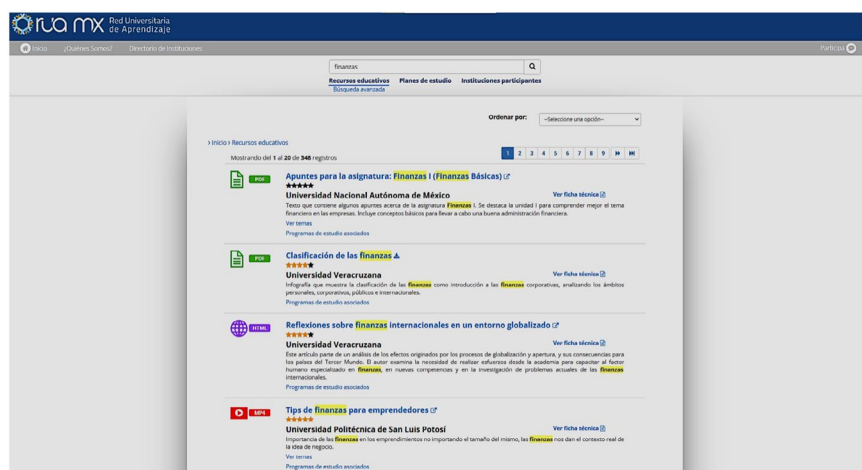 rua mx Red Universitaria
de Aprendizaje
Inicio ¿Quiénes Somos? Directorio de Instituciones Participa
finanzas
Recursos educativos Planes de estudio Instituciones participantes
Búsqueda avanzada
Ordenar por: --Seleccione una opción--
Inicio › Recursos educativos
Mostrando del 1 al 20 de 348 registros 1 2 3 4 5 6 7 8 9
PDF Apuntes para la asignatura: Finanzas I (Finanzas Básicas)
Universidad Nacional Autónoma de México Ver ficha técnica
Texto que contiene algunos apuntes acerca de la asignatura Finanzas I. Se destaca la unidad I para comprender mejor el tema
financiero en las empresas. Incluye conceptos básicos para llevar a cabo una buena administración financiera.
Ver temas
Programas de estudio asociados
PDF Clasificación de las finanzas
Universidad Veracruzana Ver ficha técnica
Infografía que muestra la clasificación de las finanzas como introducción a las finanzas corporativas, analizando los ámbitos
personales, corporativos, públicos e internacionales.
Programas de estudio asociados
HTML Reflexiones sobre finanzas internacionales en un entorno globalizado
Universidad Veracruzana Ver ficha técnica
Este artículo parte de un análisis de los efectos originados por los procesos de globalización y apertura, y sus consecuencias para
los países del Tercer Mundo. El autor examina la necesidad de realizar esfuerzos desde la academia para capacitar al factor
humano especializado en finanzas, en nuevas competencias y en la investigación de problemas actuales de las finanzas
internacionales.
Programas de estudio asociados
MP4 Tips de finanzas para emprendedores
Universidad Politécnica de San Luis Potosí Ver ficha técnica
Importancia de las finanzas en los emprendimientos no importando el tamaño del mismo, las finanzas nos dan el contexto real de
la idea de negocio.
Ver temas
Programas de estudio asociados